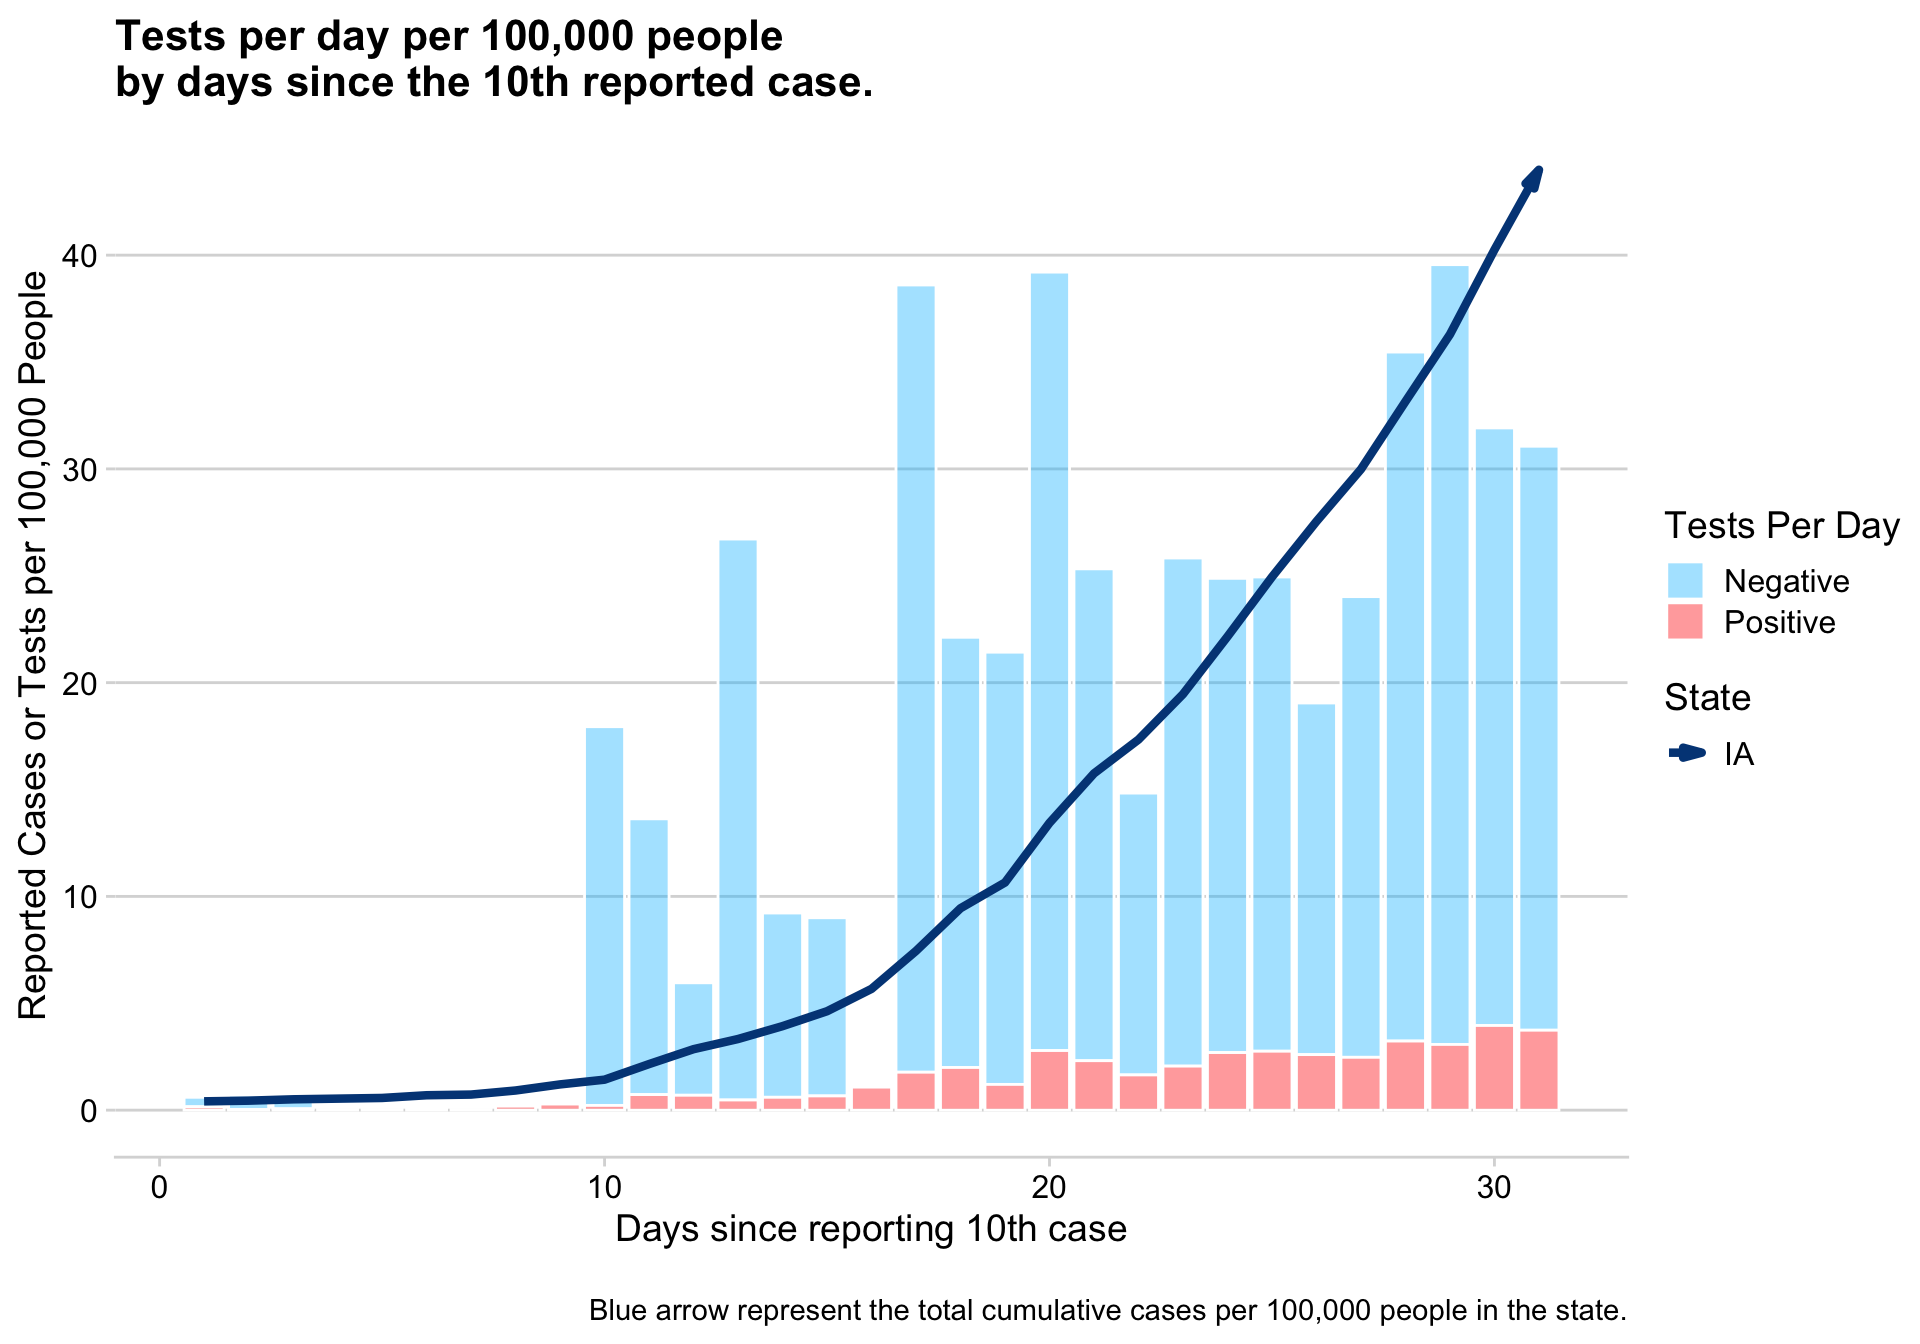 Tests per day per 100,000 people
by days since the 10th reported case.
Reported Cases or Tests per 100,000 People
40
30
20
10
0
0
10
20
30
Days since reporting 10th case
Tests Per Day
Negative
Positive
State
IA
Blue arrow represent the total cumulative cases per 100,000 people in the state.